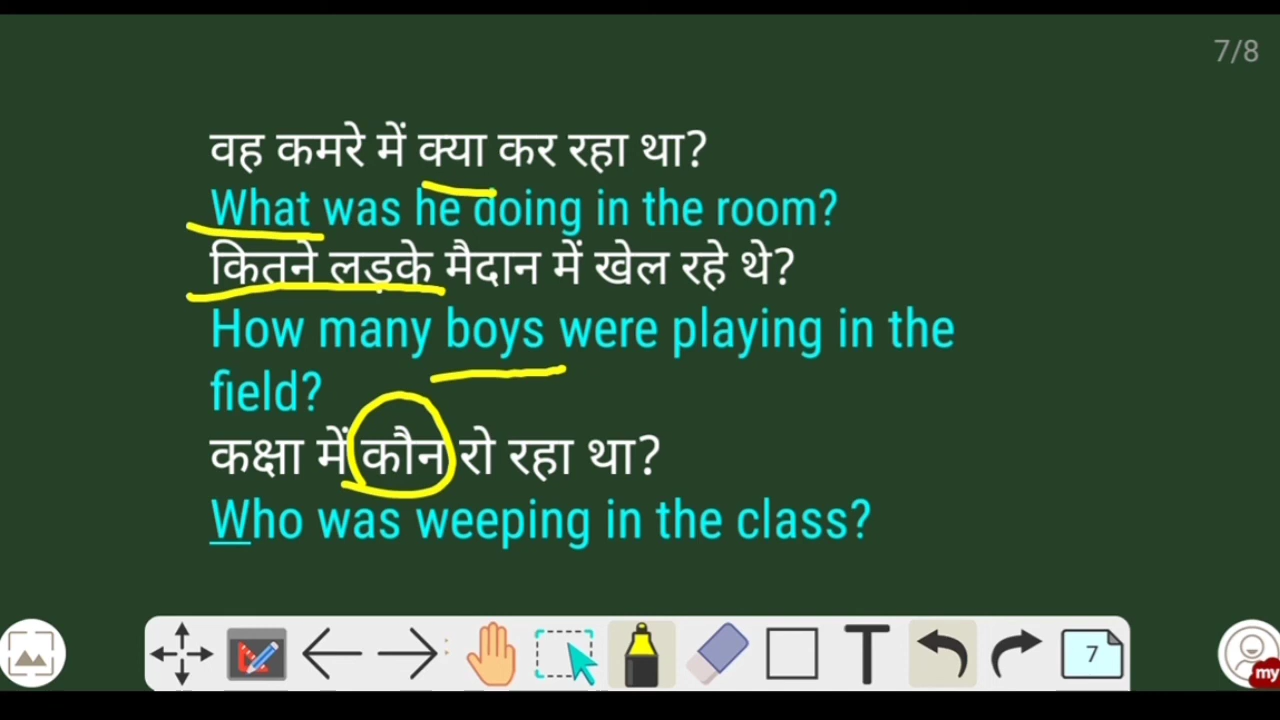 7/8
वह कमरे में क्या कर रहा था?
What was he doing in the room?
कितने लड़के मैदान में खेल रहे थे?
How many boys were playing in the
field?
कक्षा में कौन रो रहा था?
Who was weeping in the class?
T
7
my